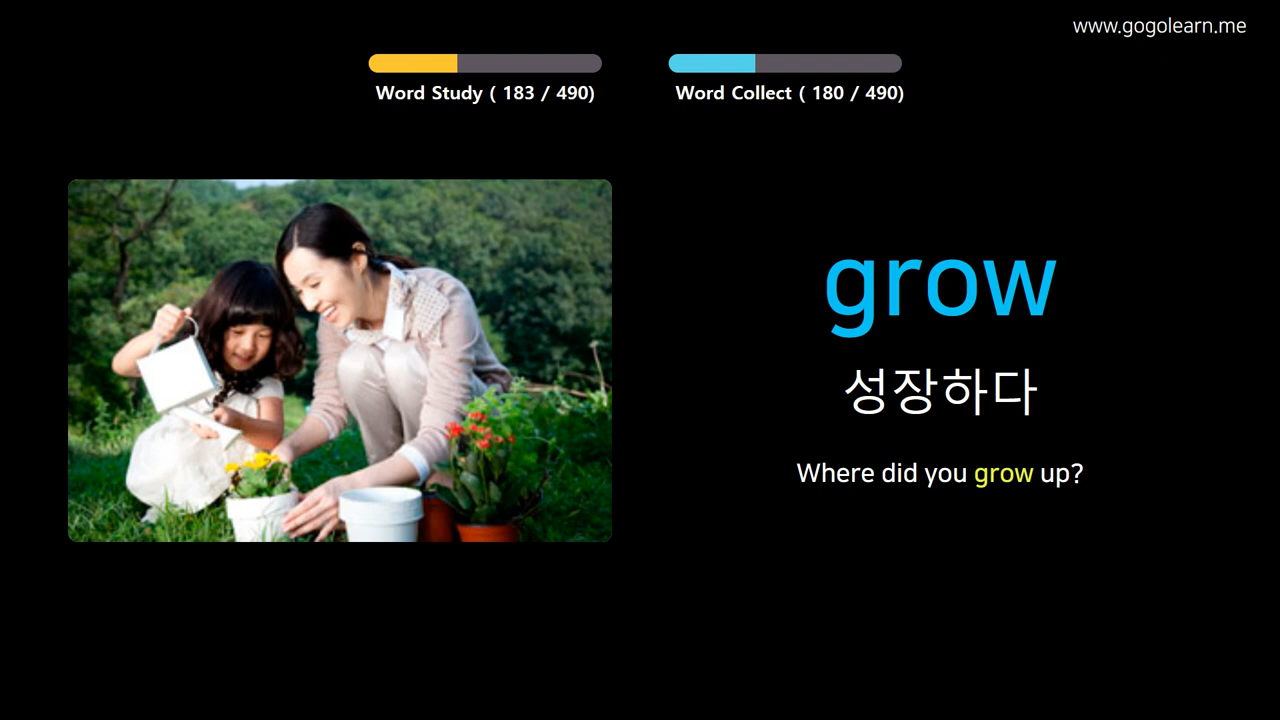 www.gogolearn.me
Word Study ( 183 / 490)
Word Collect ( 180 / 490)
grow
성장하다
Where did you grow up?